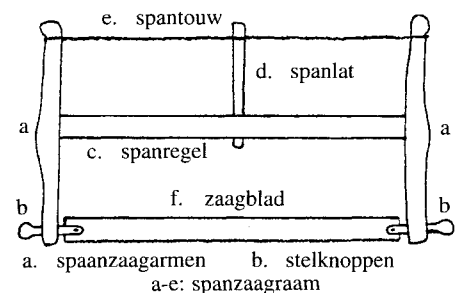 e. spantouw
d. spanlat
a
a
c. spanregel
b
f. zaagblad
b
a. spaanzaagarmen b. stelknoppen
a-e: spanzaagraam